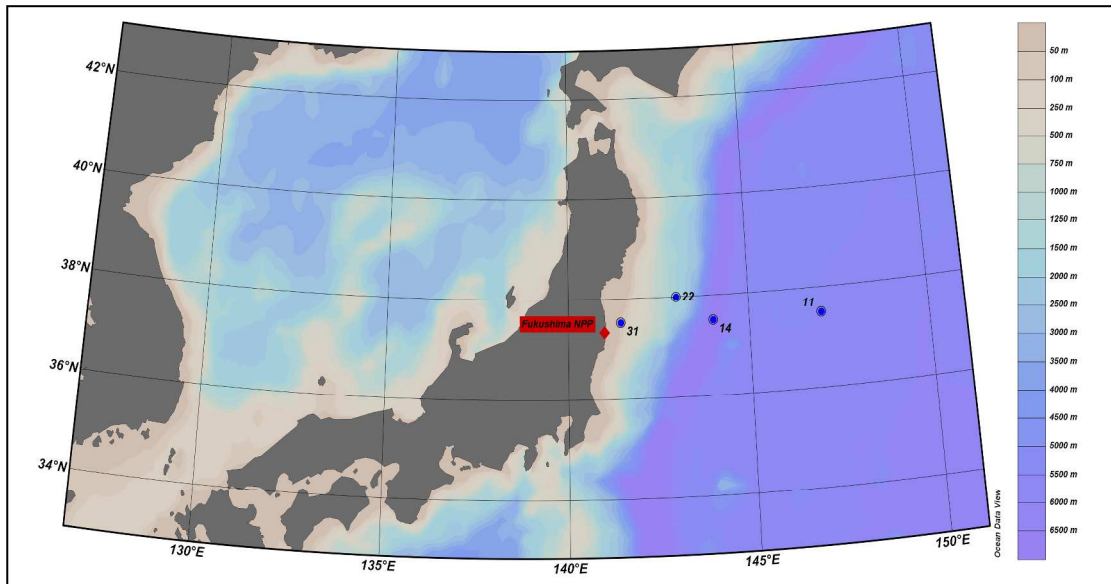 42°N
40°N
38°N
36°N
34°N
130°E
135°E
140°E
145°E
150°E
Fukushima NPP
31
22
14
11
Ocean Data View
50 m
100 m
250 m
500 m
750 m
1250 m
1500 m
2000 m
2500 m
3000 m
3500 m
4000 m
4500 m
5000 m
5500 m
6000 m
6500 m